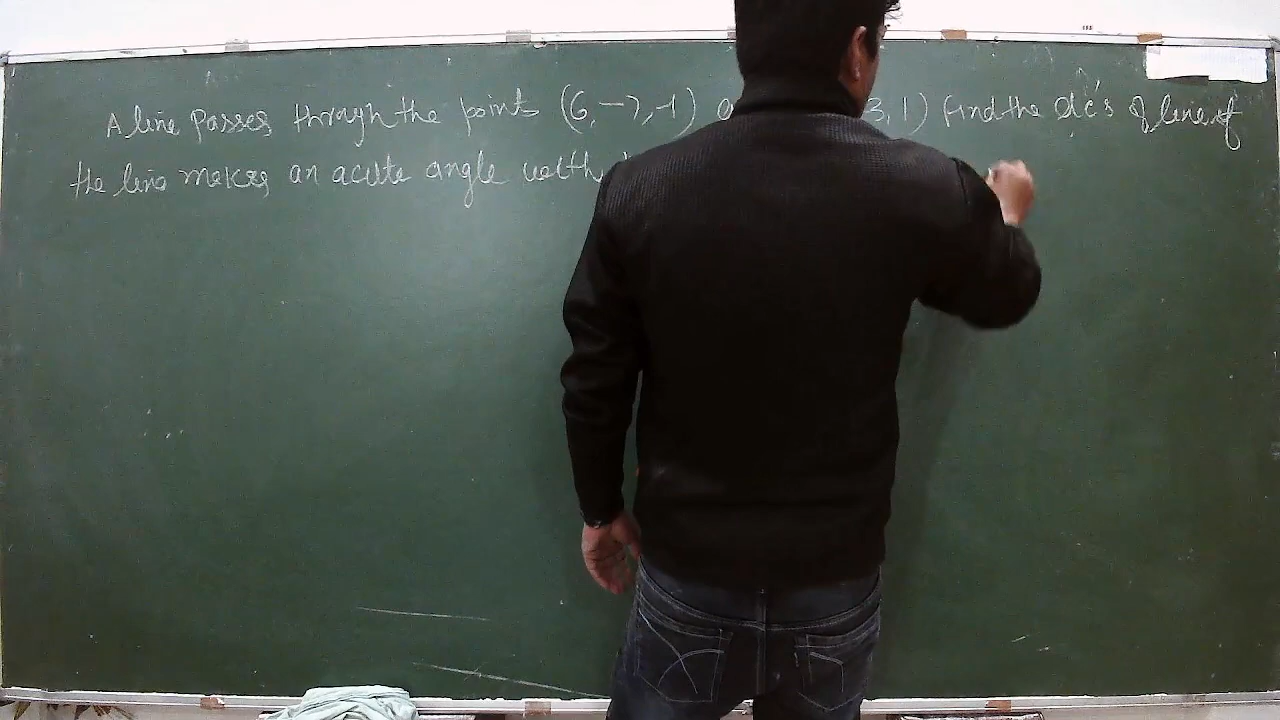 A line passes through the points (6, -7, -1) a 3, 1) Find the dc's of line if
the line makes an acute angle with